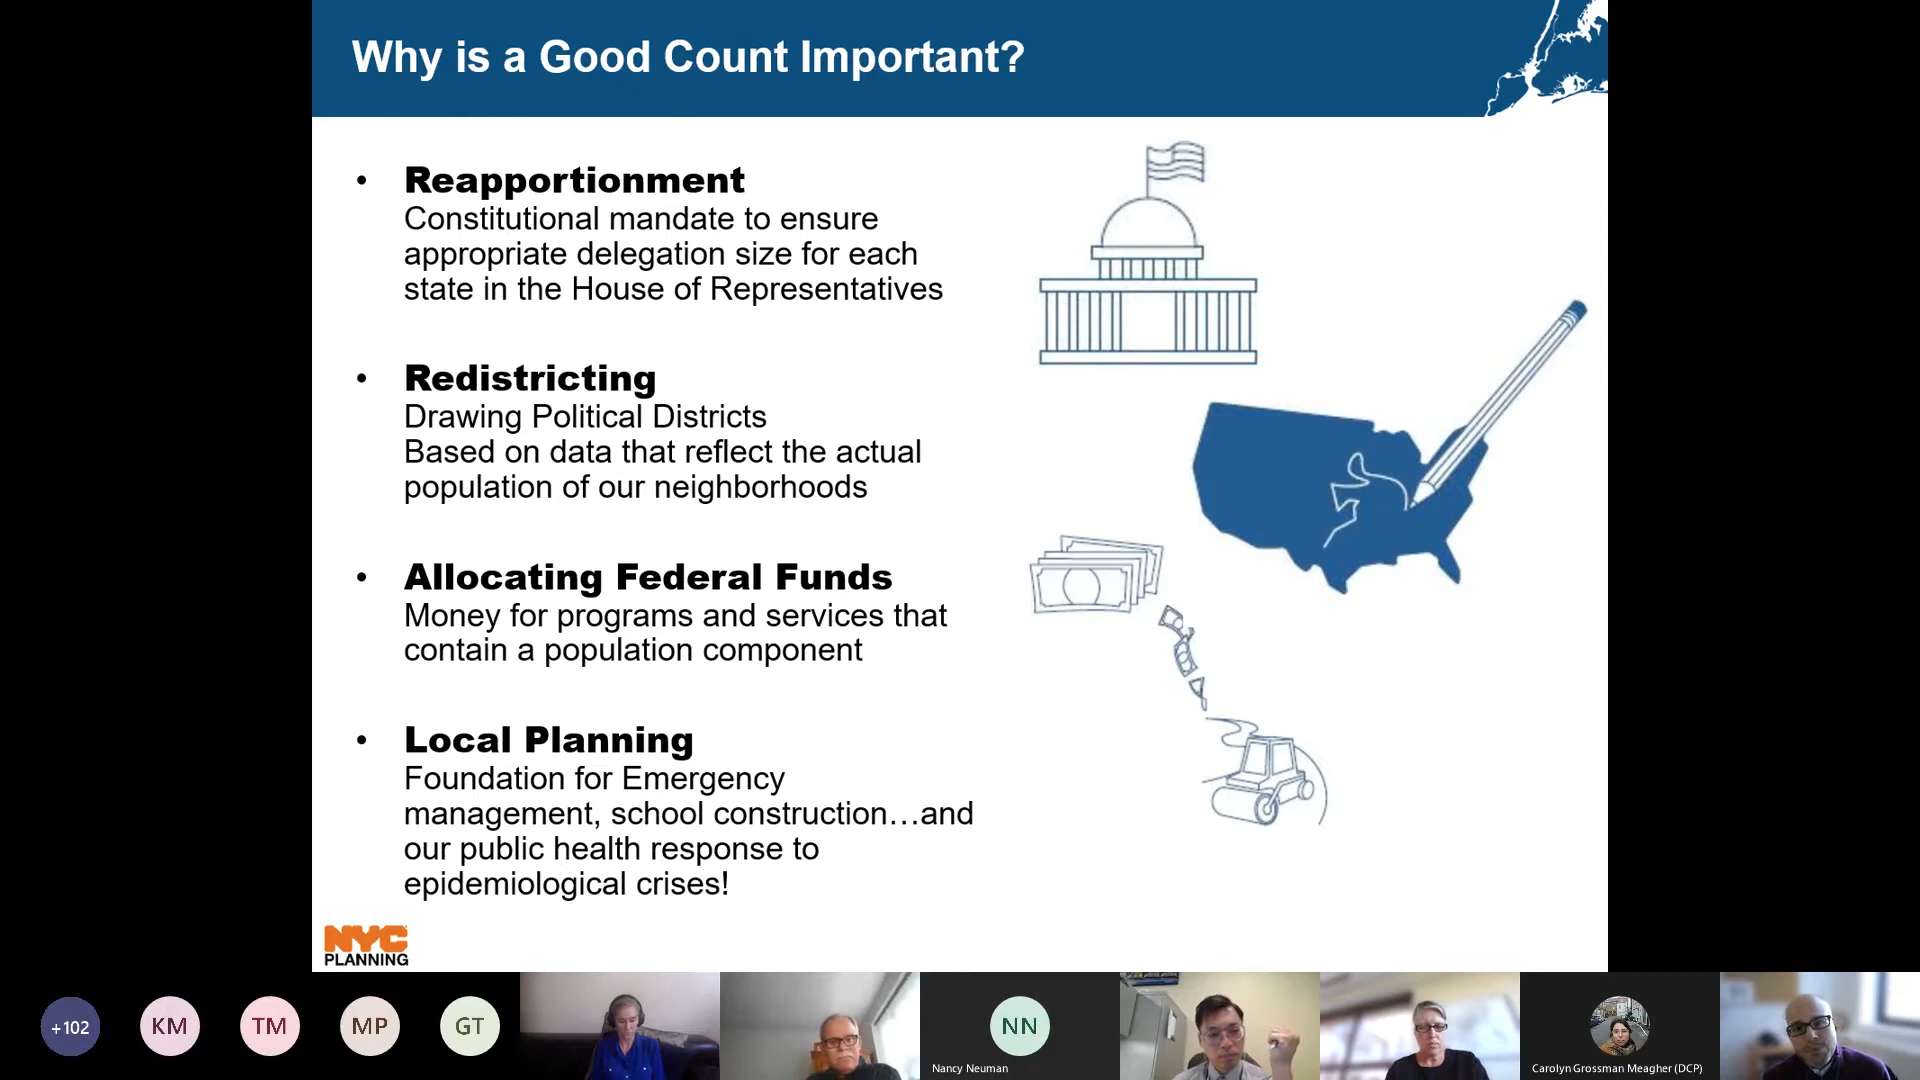 Why is a Good Count Important?
• Reapportionment
Constitutional mandate to ensure
appropriate delegation size for each
state in the House of Representatives
• Redistricting
Drawing Political Districts
Based on data that reflect the actual
population of our neighborhoods
• Allocating Federal Funds
Money for programs and services that
contain a population component
• Local Planning
Foundation for Emergency
management, school construction…and
our public health response to
epidemiological crises!
NYC
PLANNING
+102
KM
TM
MP
GT
NN
Nancy Neuman
Carolyn Grossman Meagher (DCP)